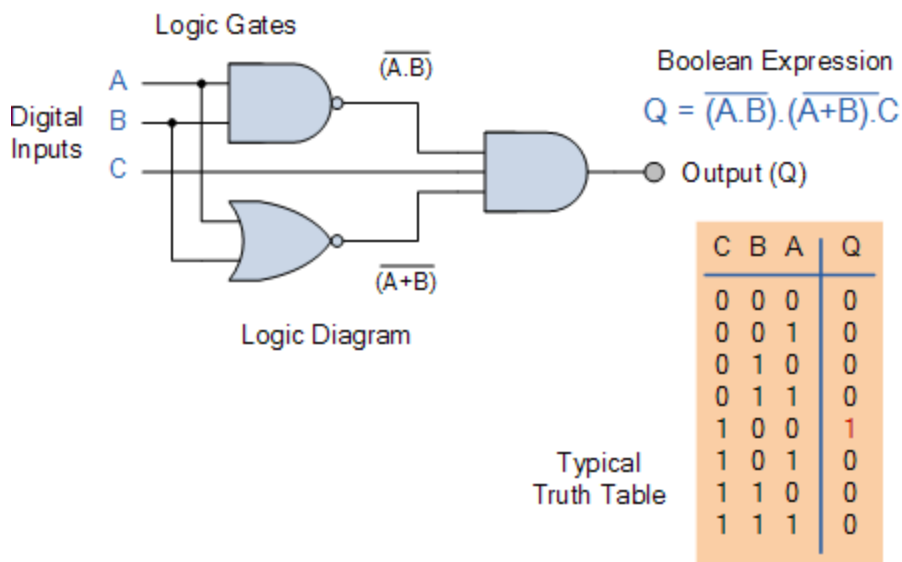 Logic Gates
A
B
C
Digital
Inputs
(A.B)
(A+B)
Logic Diagram
Boolean Expression
Q = (A.B).(A+B).C
Output (Q)
C B A Q
0 0 0 0
0 0 1 0
0 1 0 0
0 1 1 0
1 0 0 1
1 0 1 0
1 1 0 0
1 1 1 0
Typical
Truth Table